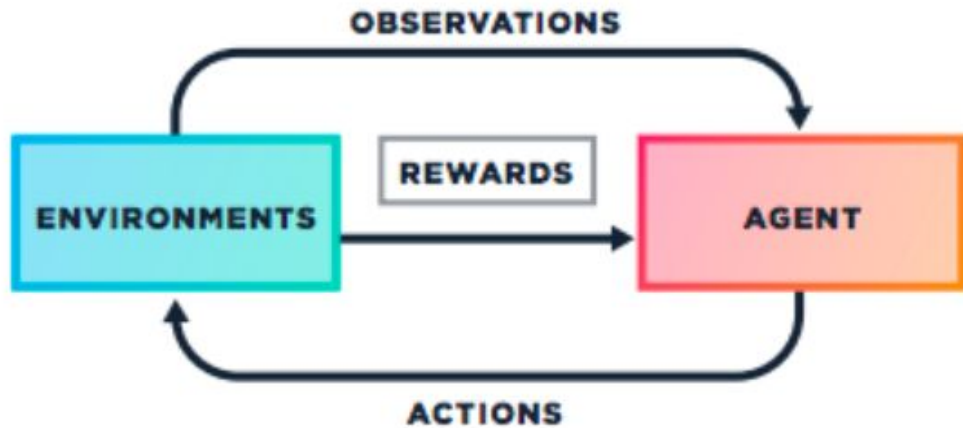 OBSERVATIONS
REWARDS
ENVIRONMENTS
AGENT
ACTIONS